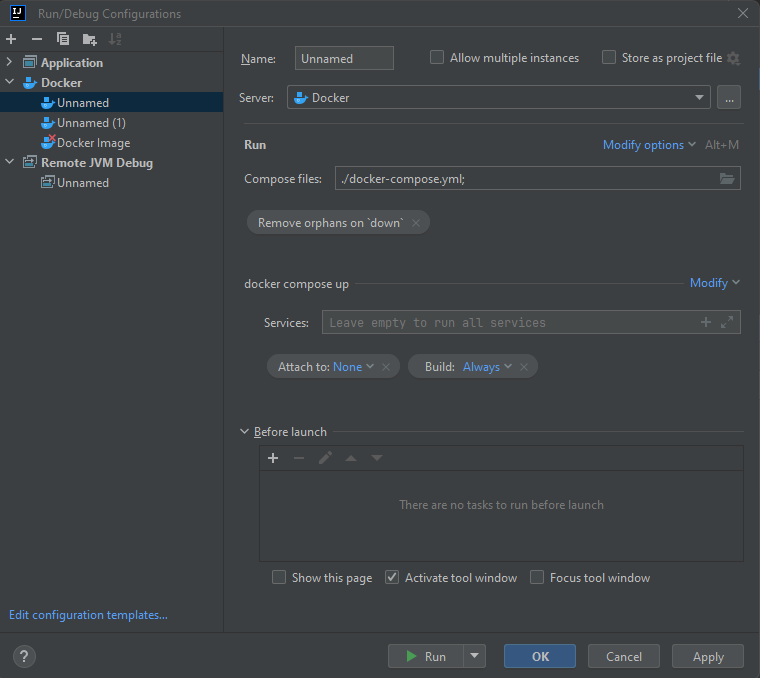 Run/Debug Configurations
Application
Docker
Unnamed
Unnamed (1)
Docker Image
Remote JVM Debug
Unnamed
Edit configuration templates...
Name: Unnamed Allow multiple instances Store as project file
Server: Docker ...
Run Modify options Alt+M
Compose files: ./docker-compose.yml;
Remove orphans on `down`
docker compose up Modify
Services: Leave empty to run all services
Attach to: None Build: Always
Before launch
There are no tasks to run before launch
Show this page Activate tool window Focus tool window
? Run OK Cancel Apply